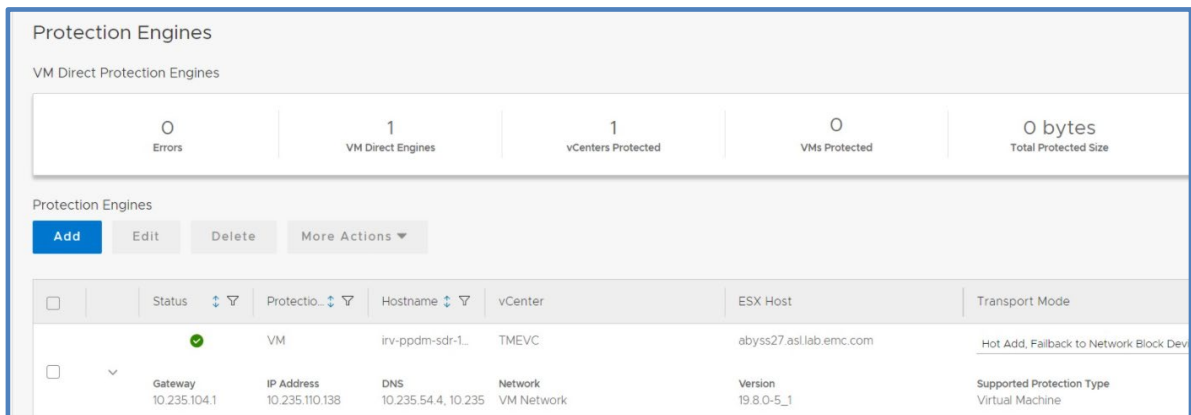 Protection Engines
VM Direct Protection Engines
0 1 1 0 0 bytes
Errors VM Direct Engines vCenters Protected VMs Protected Total Protected Size
Protection Engines
Add Edit Delete More Actions
Status Protectio... Hostname vCenter ESX Host Transport Mode
VM irv-ppdm-sdr-1... TMEVC abyss27.asl.lab.emc.com Hot Add, Failback to Network Block Devi
Gateway IP Address DNS Network Version Supported Protection Type
10.235.104.1 10.235.110.138 10.235.54.4, 10.235 VM Network 19.8.0-5_1 Virtual Machine